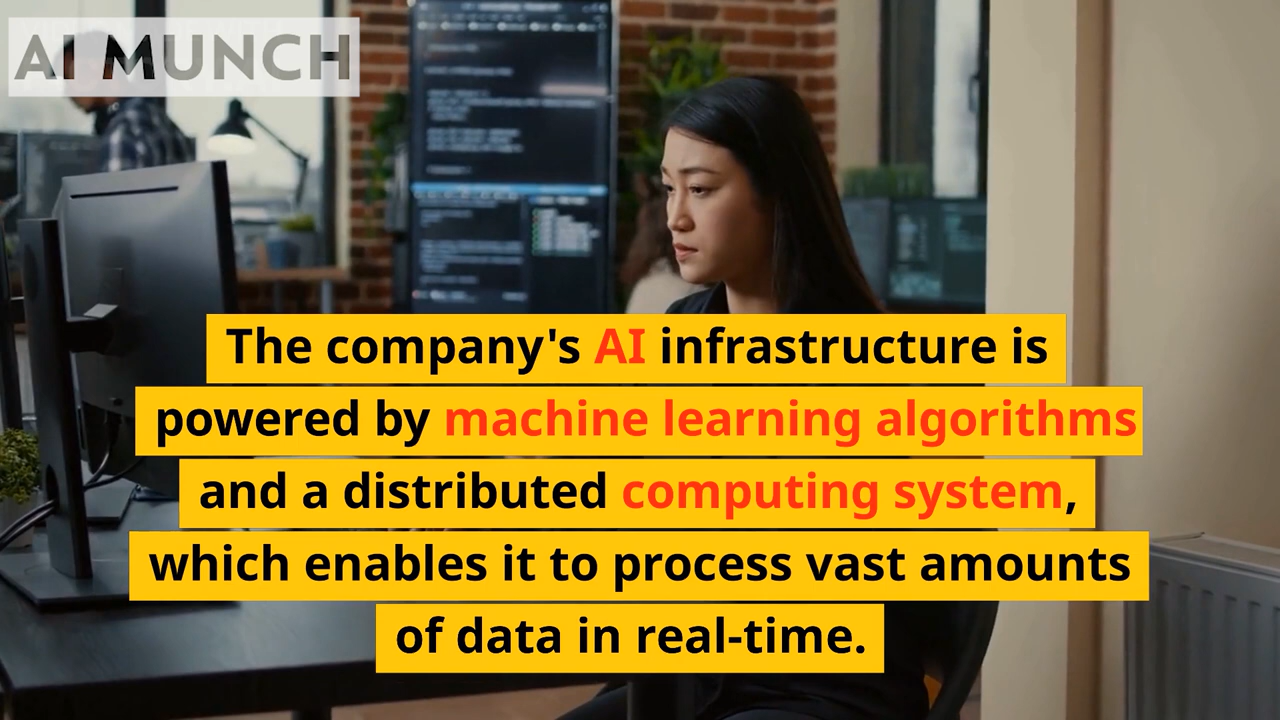 AI MUNCH
The company's AI infrastructure is
powered by machine learning algorithms
and a distributed computing system,
which enables it to process vast amounts
of data in real-time.